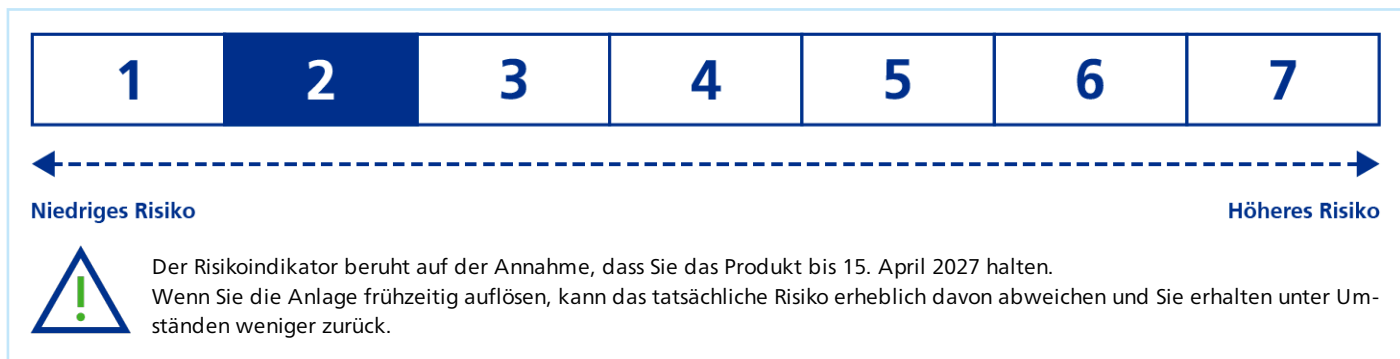 1 2 3 4 5 6 7
Niedriges Risiko Höheres Risiko
Der Risikoindikator beruht auf der Annahme, dass Sie das Produkt bis 15. April 2027 halten.
Wenn Sie die Anlage frühzeitig auflösen, kann das tatsächliche Risiko erheblich davon abweichen und Sie erhalten unter Um-
ständen weniger zurück.